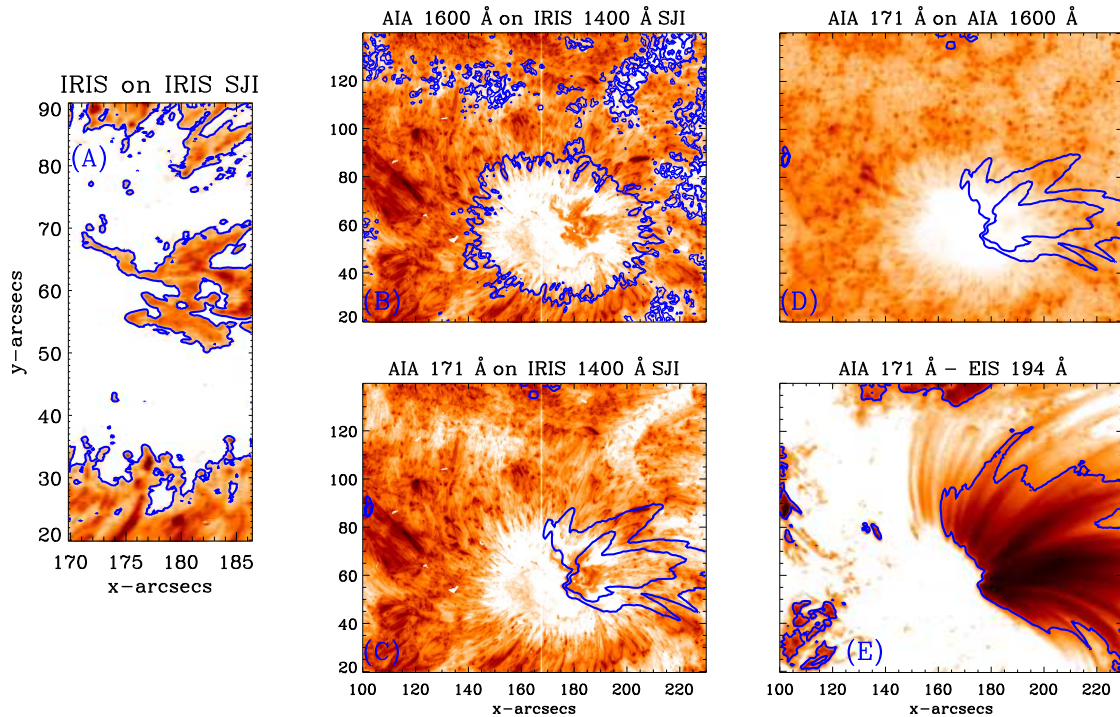 IRIS on IRIS SJI
90
(A)
80
70
60
50
40
30
20
170 175 180 185
x-arcsecs
y-arcsecs
AIA 1600 Å on IRIS 1400 Å SJI
120
100
80
60
40
20
(B)
AIA 171 Å on AIA 1600 Å
(D)
AIA 171 Å on IRIS 1400 Å SJI
120
100
80
60
40
20
(C)
100 120 140 160 180 200 220
x-arcsecs
AIA 171 Å – EIS 194 Å
(E)
100 120 140 160 180 200 220
x-arcsecs